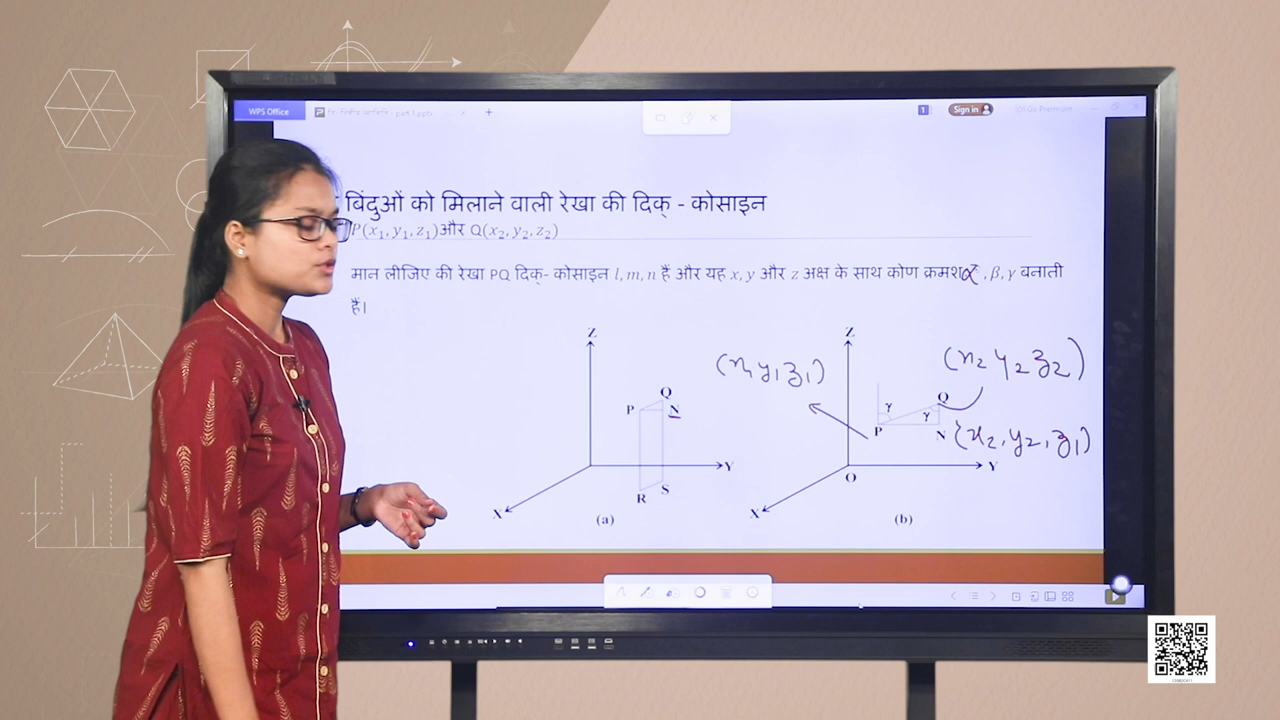 WPS Office
+
1
Sign in
बिंदुओं को मिलाने वाली रेखा की दिक् - कोसाइन
P(x₁, y₁, z₁)और Q(x₂, y₂, z₂)
मान लीजिए की रेखा PQ दिक्- कोसाइन l, m, n हैं और यह x, y और z अक्ष के साथ कोण क्रमश α , β, γ बनाती
हैं।
Z
P
Q
N
Y
R
S
X
(a)
Z
(x₁ y₁ z₁)
(x₂ y₂ z₂)
γ
Q
γ
P
N
(x₂, y₂, z₁)
Y
O
X
(b)